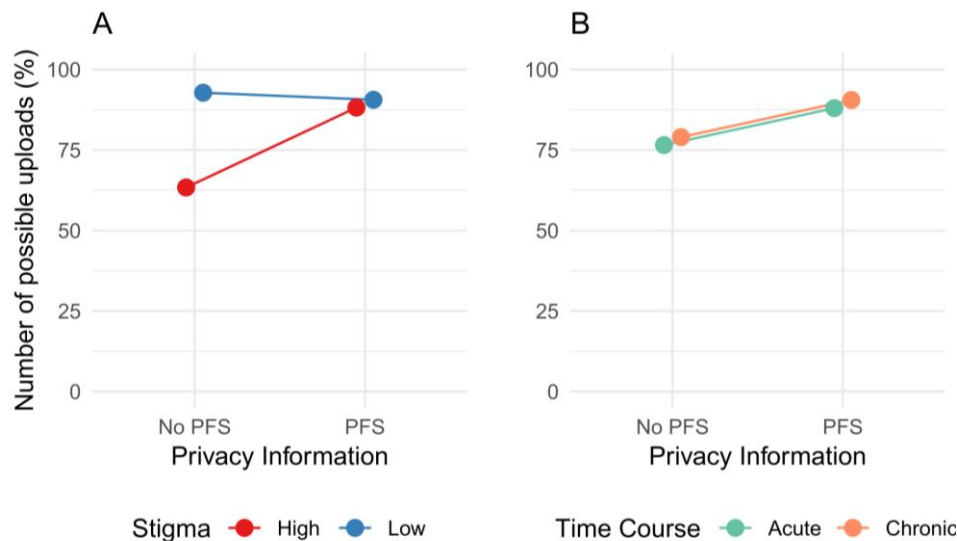 A
B
Number of possible uploads (%)
100
75
50
25
0
100
75
50
25
0
No PFS PFS
No PFS PFS
Privacy Information
Privacy Information
Stigma High Low
Time Course Acute Chronic